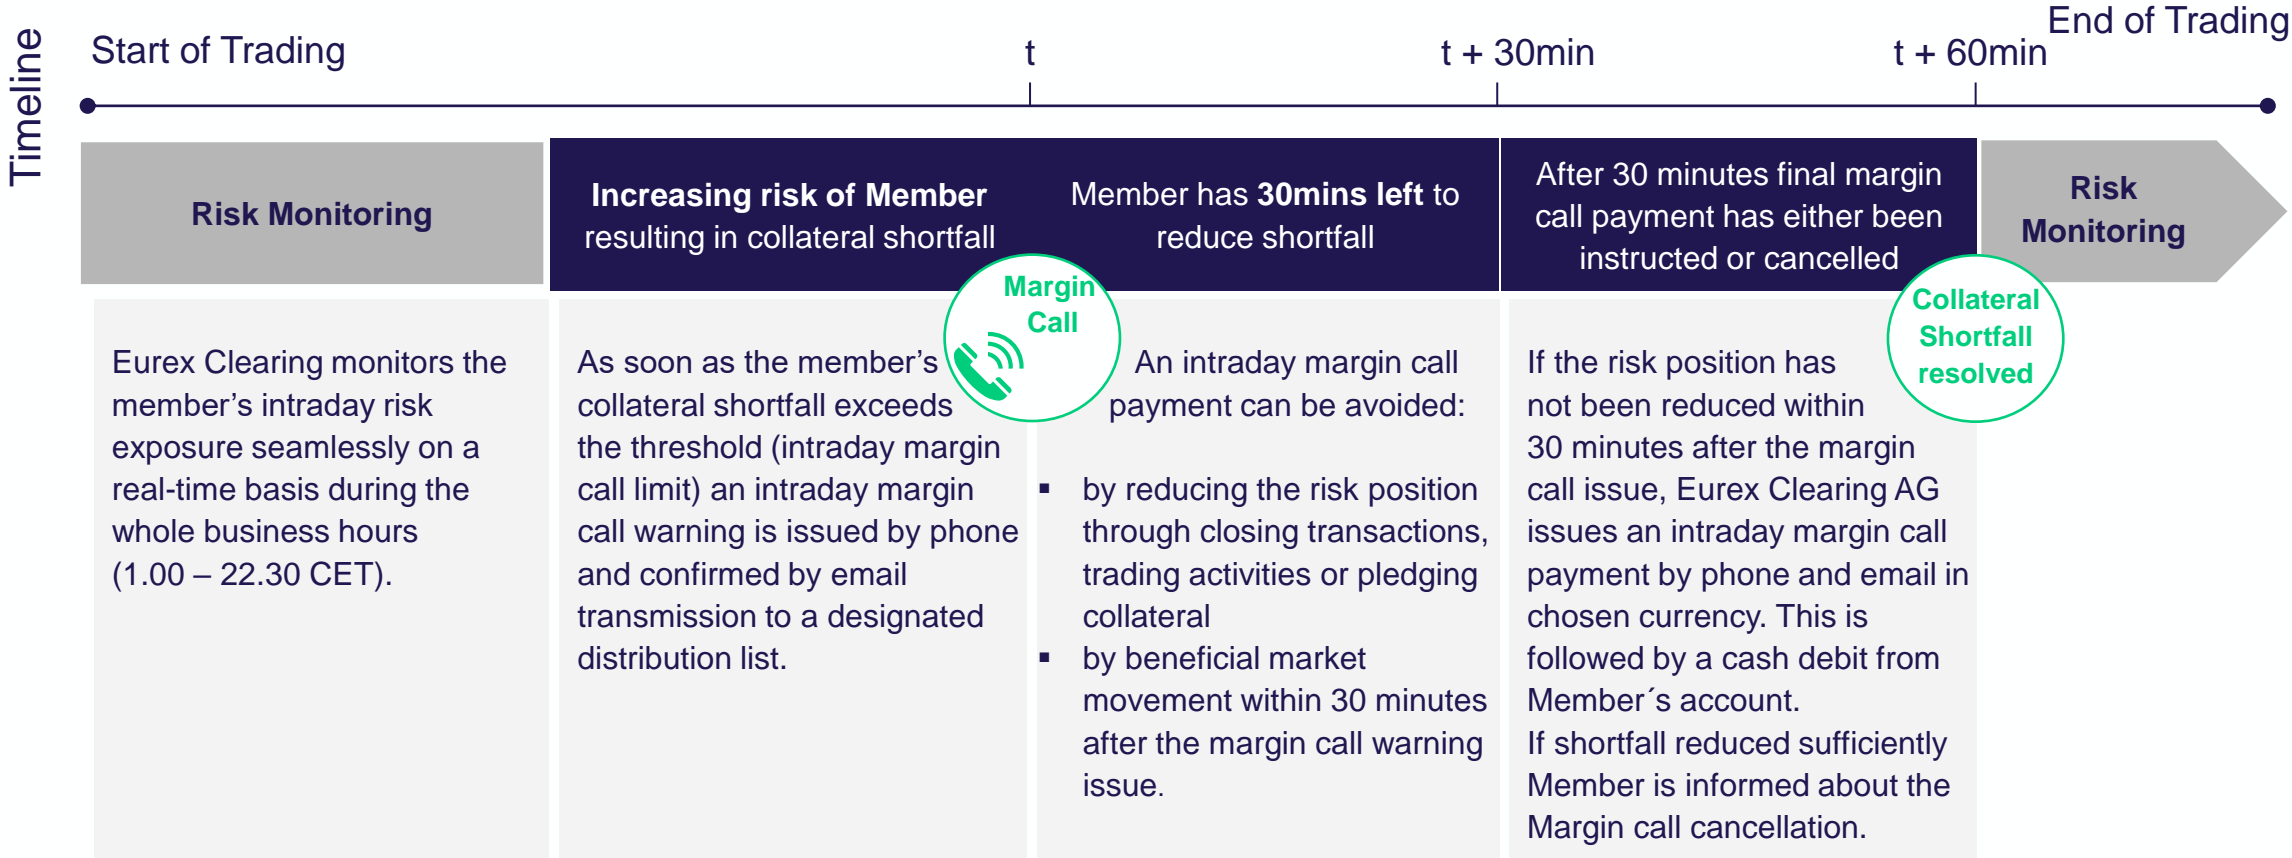 Timeline
Start of Trading
t
t + 30min
t + 60min
End of Trading
Risk Monitoring
Increasing risk of Member
resulting in collateral shortfall
Member has 30mins left to
reduce shortfall
After 30 minutes final margin
call payment has either been
instructed or cancelled
Risk
Monitoring
Margin
Call
Collateral
Shortfall
resolved
Eurex Clearing monitors the
member’s intraday risk
exposure seamlessly on a
real-time basis during the
whole business hours
(1.00 – 22.30 CET).
As soon as the member’s
collateral shortfall exceeds
the threshold (intraday margin
call limit) an intraday margin
call warning is issued by phone
and confirmed by email
transmission to a designated
distribution list.
An intraday margin call
payment can be avoided:
▪ by reducing the risk position
through closing transactions,
trading activities or pledging
collateral
▪ by beneficial market
movement within 30 minutes
after the margin call warning
issue.
If the risk position has
not been reduced within
30 minutes after the margin
call issue, Eurex Clearing AG
issues an intraday margin call
payment by phone and email in
chosen currency. This is
followed by a cash debit from
Member´s account.
If shortfall reduced sufficiently
Member is informed about the
Margin call cancellation.